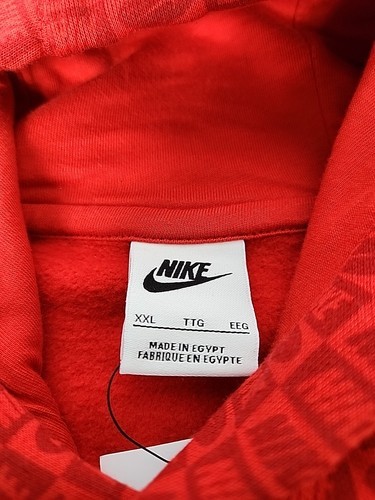 NIKE
XXL TTG EEG
MADE IN EGYPT
FABRIQUE EN EGYPTE